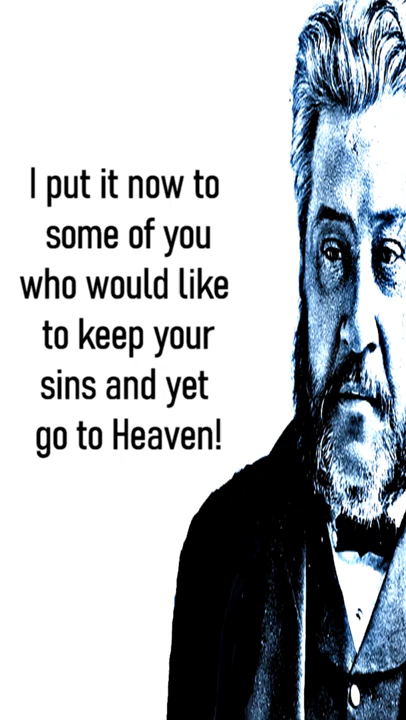 I put it now to
some of you
who would like
to keep your
sins and yet
go to Heaven!